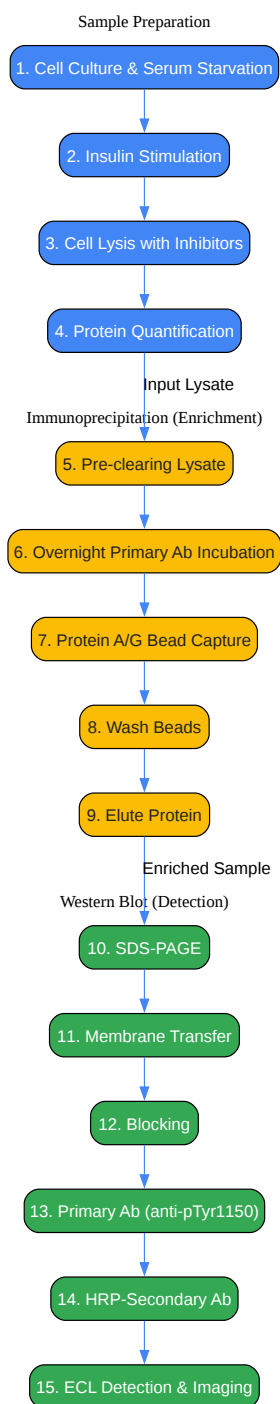 Sample Preparation
1. Cell Culture & Serum Starvation
2. Insulin Stimulation
3. Cell Lysis with Inhibitors
4. Protein Quantification
Input Lysate
Immunoprecipitation (Enrichment)
5. Pre-clearing Lysate
6. Overnight Primary Ab Incubation
7. Protein A/G Bead Capture
8. Wash Beads
9. Elute Protein
Enriched Sample
Western Blot (Detection)
10. SDS-PAGE
11. Membrane Transfer
12. Blocking
13. Primary Ab (anti-pTyr1150)
14. HRP-Secondary Ab
15. ECL Detection & Imaging